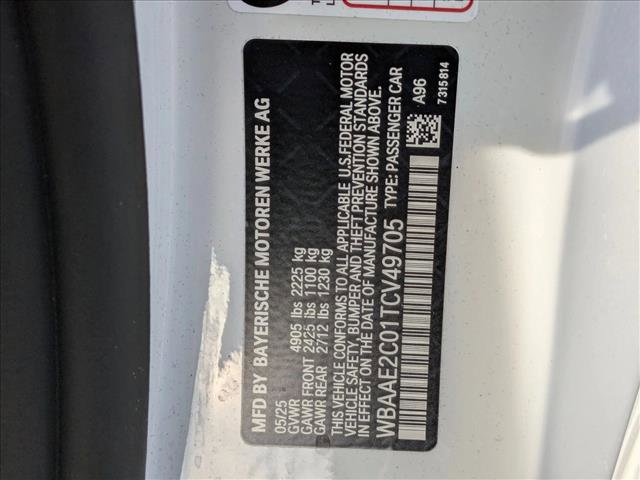 MFD BY BAYERISCHE MOTOREN WERKE AG
05/25
GVWR 4905 lbs 2225 kg
GAWR FRONT 2425 lbs 1100 kg
GAWR REAR 2712 lbs 1230 kg
THIS VEHICLE CONFORMS TO ALL APPLICABLE U.S.FEDERAL MOTOR
VEHICLE SAFETY, BUMPER AND THEFT PREVENTION STANDARDS
IN EFFECT ON THE DATE OF MANUFACTURE SHOWN ABOVE.
WBAAE2C01TCV49705 TYPE: PASSENGER CAR
A96
7315814